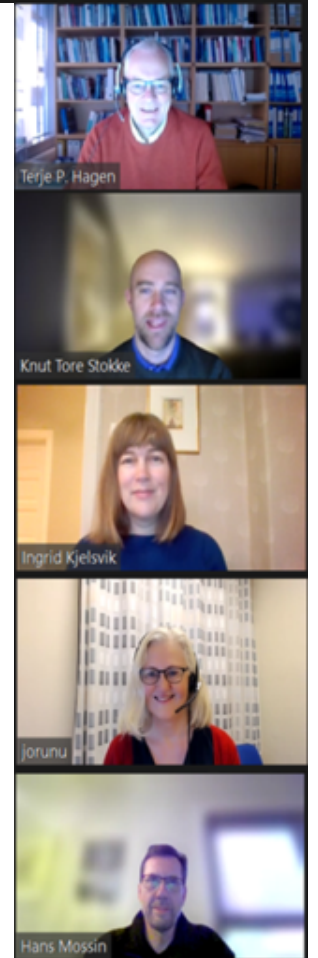 Terje P. Hagen
Knut Tore Stokke
Ingrid Kjelsvik
jorunu
Hans Mossin